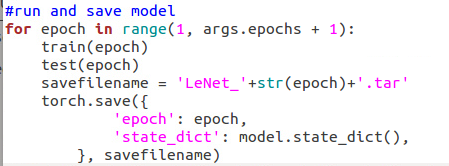 #run and save model
for epoch in range(1, args.epochs + 1):
    train(epoch)
    test(epoch)
    savefilename = 'LeNet_'+str(epoch)+'.tar'
    torch.save({
            'epoch': epoch,
            'state_dict': model.state_dict(),
        }, savefilename)